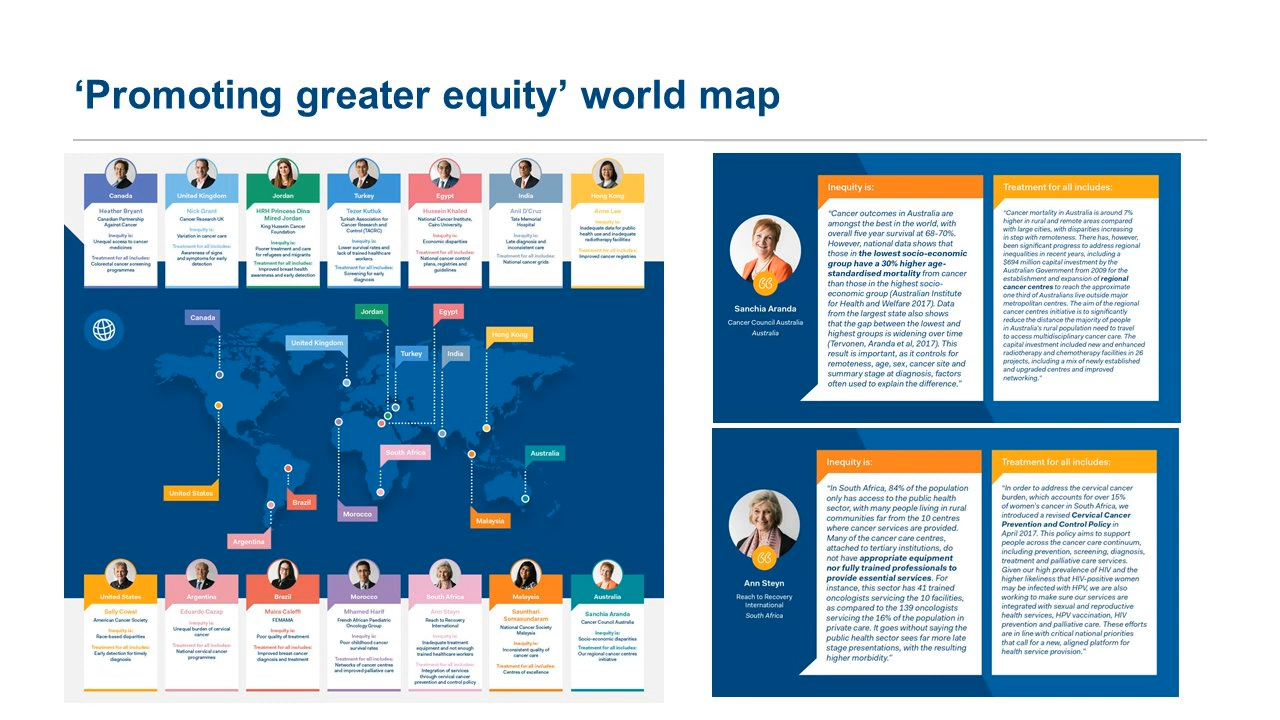 ‘Promoting greater equity’ world map
Canada
Heather Bryant
Canadian Partnership
Against Cancer
Inequity is:
Unequal access to cancer
medicines
Treatment for all includes:
Colorectal cancer screening
programmes
United Kingdom
Nick Grant
Cancer Research UK
Inequity is:
Variation in cancer care
Treatment for all includes:
Awareness of signs
and symptoms for early
detection
Jordan
HRH Princess Dina
Mired Jordan
King Hussein Cancer
Foundation
Inequity is:
Poorer treatment and care
for refugees and migrants
Treatment for all includes:
Improved breast health
awareness and early detection
Turkey
Tezer Kutluk
Turkish Association for
Cancer Research and
Control (TACRC)
Inequity is:
Lower survival rates and
lack of trained healthcare
workers
Treatment for all includes:
Screening for early
diagnosis
Egypt
Hussein Khaled
National Cancer Institute,
Cairo University
Inequity is:
Economic disparities
Treatment for all includes:
National cancer control
plans, registries and
guidelines
India
Anil D'Cruz
Tata Memorial
Hospital
Inequity is:
Late diagnosis and
inconsistent care
Treatment for all includes:
National cancer grids
Hong Kong
Anne Lee
Inequity is:
Inadequate data for public
health use and inadequate
radiotherapy facilities
Treatment for all includes:
Improved cancer registries
Canada
United Kingdom
Jordan
Turkey
Egypt
India
Hong Kong
United States
Argentina
Brazil
Morocco
South Africa
Malaysia
Australia
United States
Sally Cowal
American Cancer Society
Inequity is:
Race-based disparities
Treatment for all includes:
Early detection for timely
diagnosis
Argentina
Eduardo Cazap
Inequity is:
Unequal burden of cervical
cancer
Treatment for all includes:
National cervical cancer
programmes
Brazil
Maira Caleffi
FEMAMA
Inequity is:
Poor quality of treatment
Treatment for all includes:
Improved breast cancer
diagnosis and treatment
Morocco
Mhamed Harif
French African Paediatric
Oncology Group
Inequity is:
Poor childhood cancer
survival rates
Treatment for all includes:
Networks of cancer centres
and improved palliative care
South Africa
Ann Steyn
Reach to Recovery
International
Inequity is:
Inadequate treatment
equipment and not enough
trained healthcare workers
Treatment for all includes:
Integration of services
through cervical cancer
prevention and control policy
Malaysia
Saunthari
Somasundaram
National Cancer Society
Malaysia
Inequity is:
Inconsistent quality of
cancer care
Treatment for all includes:
Centres of excellence
Australia
Sanchia Aranda
Cancer Council Australia
Inequity is:
Socio-economic disparities
Treatment for all includes:
Our regional cancer centres
initiative
Sanchia Aranda
Cancer Council Australia
Australia
Inequity is:
“Cancer outcomes in Australia are
amongst the best in the world, with
overall five year survival at 68-70%.
However, national data shows that
those in the lowest socio-economic
group have a 30% higher age-
standardised mortality from cancer
than those in the highest socio-
economic group (Australian Institute
for Health and Welfare 2017). Data
from the largest state also shows
that the gap between the lowest and
highest groups is widening over time
(Tervonen, Aranda et al, 2017). This
result is important, as it controls for
remoteness, age, sex, cancer site and
summary stage at diagnosis, factors
often used to explain the difference.”
Treatment for all includes:
“Cancer mortality in Australia is around 7%
higher in rural and remote areas compared
with large cities, with disparities increasing
in step with remoteness. There has, however,
been significant progress to address regional
inequalities in recent years, including a
$694 million capital investment by the
Australian Government from 2009 for the
establishment and expansion of regional
cancer centres to reach the approximate
one third of Australians live outside major
metropolitan centres. The aim of the regional
cancer centres initiative is to significantly
reduce the distance the majority of people
in Australia's rural population need to travel
to access multidisciplinary cancer care. The
capital investment included new and enhanced
radiotherapy and chemotherapy facilities in 26
projects, including a mix of newly established
and upgraded centres and improved
networking.”
Ann Steyn
Reach to Recovery
International
South Africa
Inequity is:
“In South Africa, 84% of the population
only has access to the public health
sector, with many people living in rural
communities far from the 10 centres
where cancer services are provided.
Many of the cancer care centres,
attached to tertiary institutions, do
not have appropriate equipment
nor fully trained professionals to
provide essential services. For
instance, this sector has 41 trained
oncologists servicing the 10 facilities,
as compared to the 139 oncologists
servicing the 16% of the population in
private care. It goes without saying the
public health sector sees far more late
stage presentations, with the resulting
higher morbidity.”
Treatment for all includes:
“In order to address the cervical cancer
burden, which accounts for over 15%
of women's cancer in South Africa, we
introduced a revised Cervical Cancer
Prevention and Control Policy in
April 2017. This policy aims to support
people across the cancer care continuum,
including prevention, screening, diagnosis,
treatment and palliative care services.
Given our high prevalence of HIV and the
higher likeliness that HIV-positive women
may be infected with HPV, we are also
working to make sure our services are
integrated with sexual and reproductive
health services, HPV vaccination, HIV
prevention and palliative care. These efforts
are in line with critical national priorities
that call for a new, aligned platform for
health service provision.”